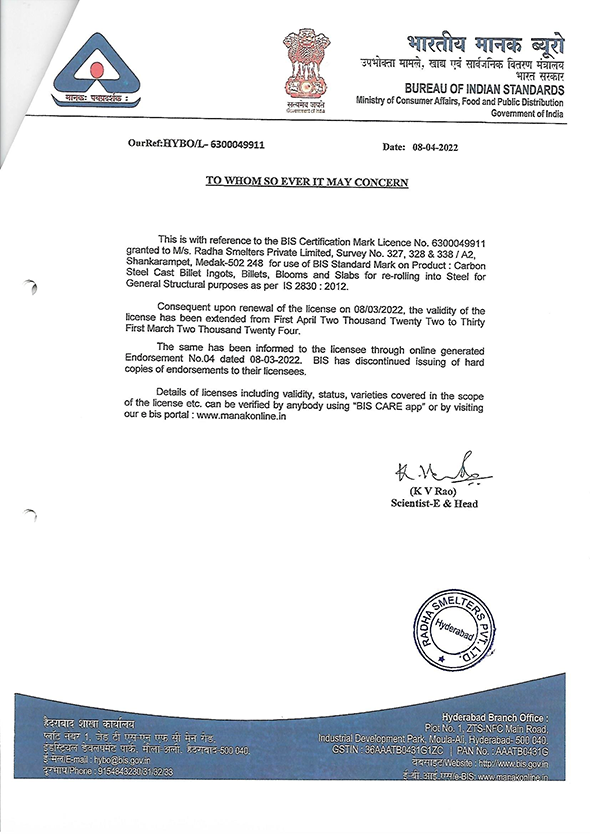 भारतीय मानक ब्यूरो
उपभोक्ता मामले, खाद्य एवं सार्वजनिक वितरण मंत्रालय
भारत सरकार
BUREAU OF INDIAN STANDARDS
Ministry of Consumer Affairs, Food and Public Distribution
Government of India
मानक: पथप्रदर्शक:
सत्यमेव जयते
Government of India
OurRef:HYBO/L- 6300049911
Date: 08-04-2022
TO WHOM SO EVER IT MAY CONCERN
This is with reference to the BIS Certification Mark Licence No. 6300049911
granted to M/s. Radha Smelters Private Limited, Survey No. 327, 328 & 338 / A2,
Shankarampet, Medak-502 248 for use of BIS Standard Mark on Product : Carbon
Steel Cast Billet Ingots, Billets, Blooms and Slabs for re-rolling into Steel for
General Structural purposes as per IS 2830 : 2012.
Consequent upon renewal of the license on 08/03/2022, the validity of the
license has been extended from First April Two Thousand Twenty Two to Thirty
First March Two Thousand Twenty Four.
The same has been informed to the licensee through online generated
Endorsement No.04 dated 08-03-2022. BIS has discontinued issuing of hard
copies of endorsements to their licensees.
Details of licenses including validity, status, varieties covered in the scope
of the license etc. can be verified by anybody using "BIS CARE app" or by visiting
our e bis portal : www.manakonline.in
(K V Rao)
Scientist-E & Head
RADHA SMELTERS PVT. LTD.
Hyderabad
हैदराबाद शाखा कार्यालय
प्लॉट नंबर 1, जेड टी एस-एन एफ सी मेन रोड,
इंडस्ट्रियल डेवलपमेंट पार्क, मौला-अली, हैदराबाद-500 040.
ई मेल/E-mail : hybo@bis.gov.in
दूरभाष/Phone : 9154843230/31/32/33
Hyderabad Branch Office :
Plot No. 1, ZTS-NFC Main Road,
Industrial Development Park, Moula-Ali, Hyderabad- 500 040.
GSTIN : 36AAATB0431G1ZC | PAN No. : AAATB0431G
वेबसाईट/Website : http://www.bis.gov.in
ई-बी आई एस/e-BIS: www.manakonline.in